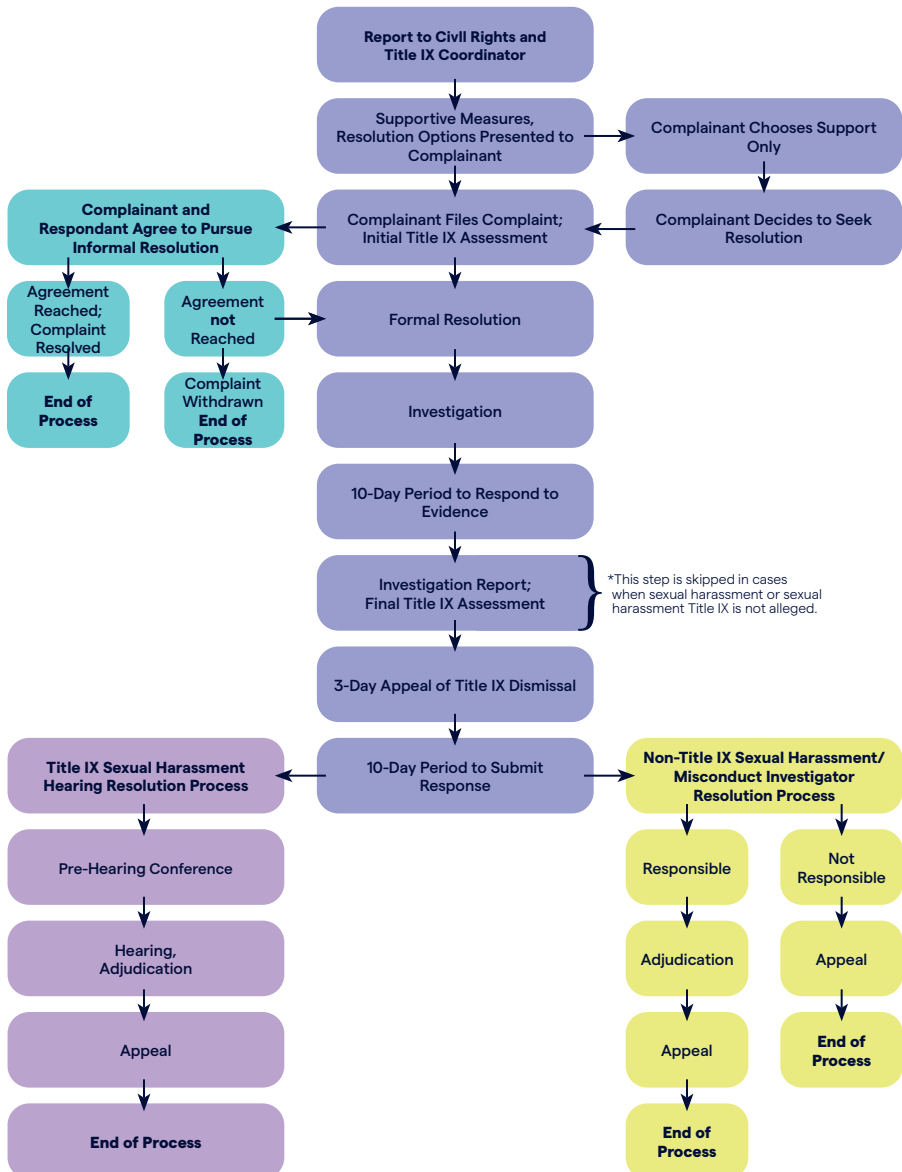 Report to Civil Rights and
Title IX Coordinator
Supportive Measures,
Resolution Options Presented to
Complainant
Complainant Chooses Support
Only
Complainant and
Respondant Agree to Pursue
Informal Resolution
Complainant Files Complaint;
Initial Title IX Assessment
Complainant Decides to Seek
Resolution
Agreement
Reached;
Complaint
Resolved
Agreement
not
Reached
Formal Resolution
End of
Process
Complaint
Withdrawn
End of
Process
Investigation
10-Day Period to Respond to
Evidence
Investigation Report;
Final Title IX Assessment
*This step is skipped in cases
when sexual harassment or sexual
harassment Title IX is not alleged.
3-Day Appeal of Title IX Dismissal
Title IX Sexual Harassment
Hearing Resolution Process
10-Day Period to Submit
Response
Non-Title IX Sexual Harassment/
Misconduct Investigator
Resolution Process
Pre-Hearing Conference
Responsible
Not
Responsible
Hearing,
Adjudication
Adjudication
Appeal
Appeal
Appeal
End of
Process
End of Process
End of
Process